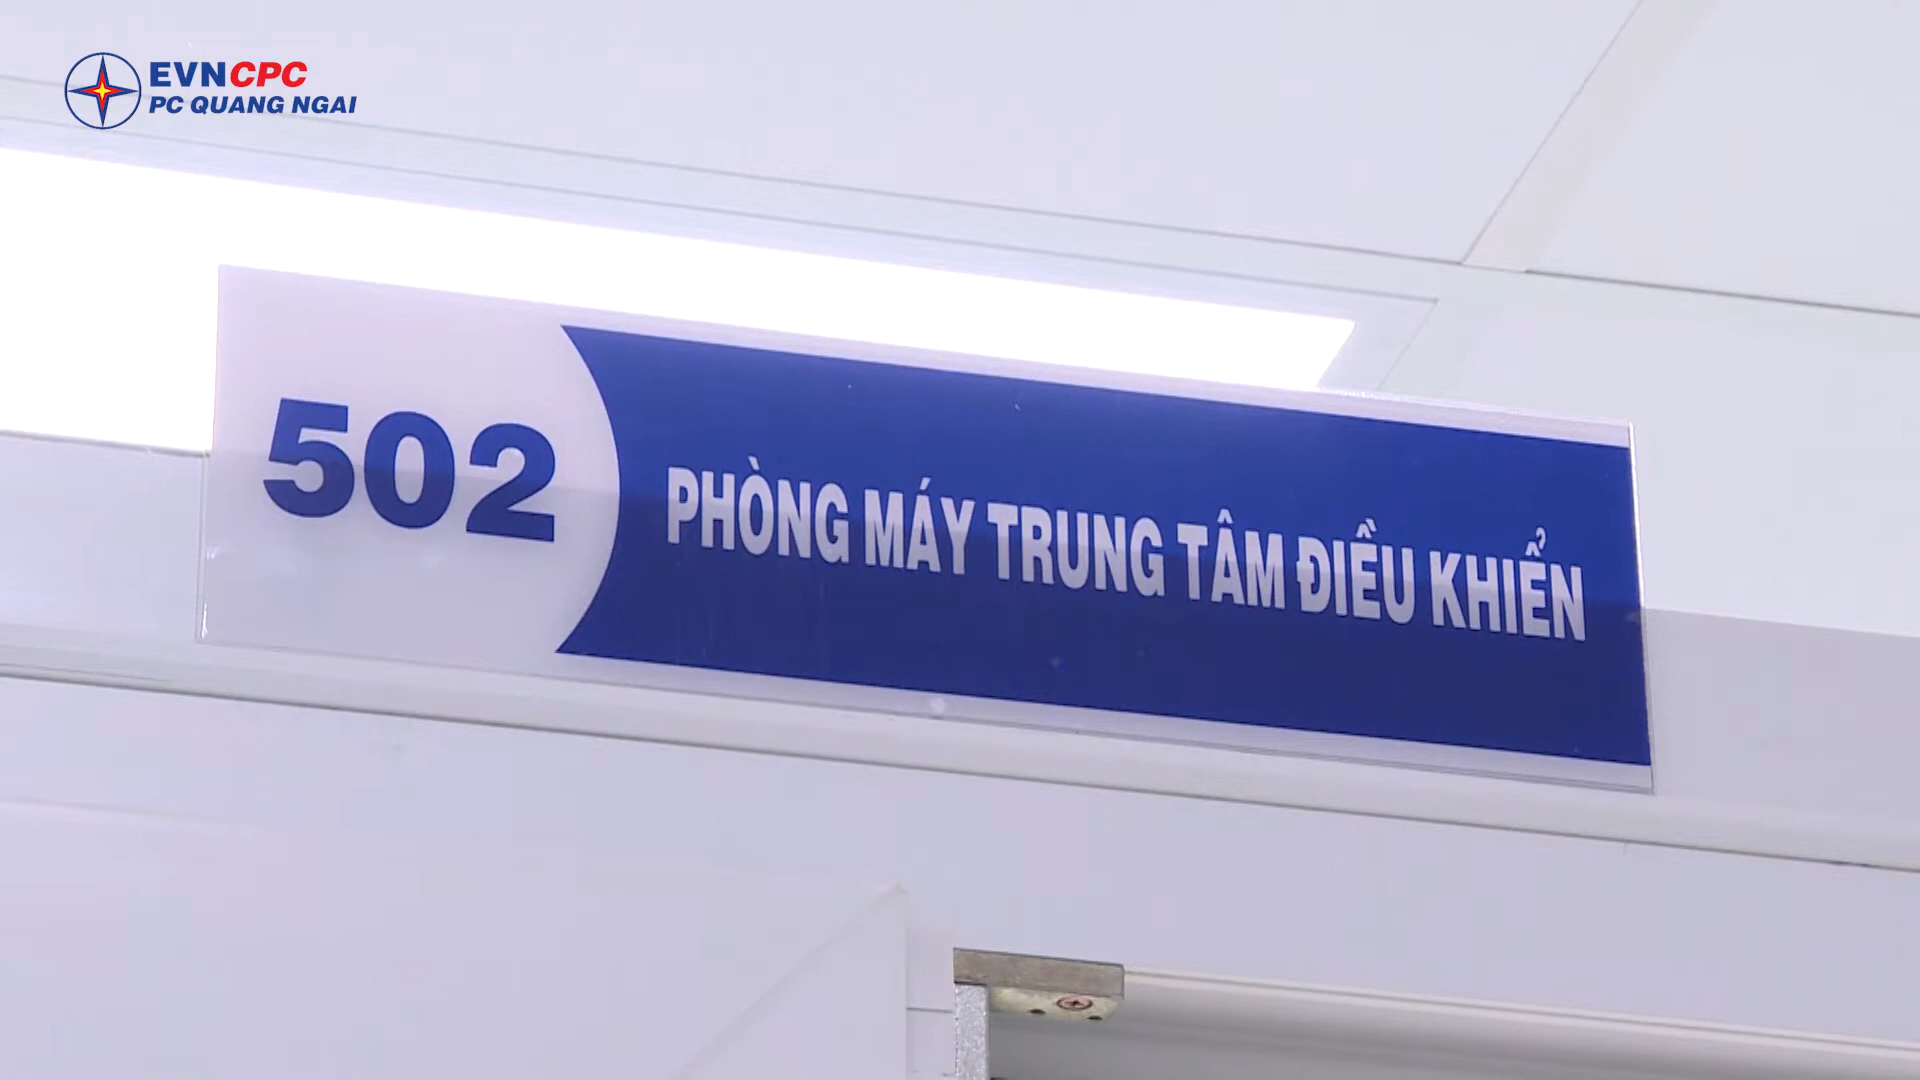 EVNCPC
PC QUANG NGAI
502
PHÒNG MÁY TRUNG TÂM ĐIỀU KHIỂN